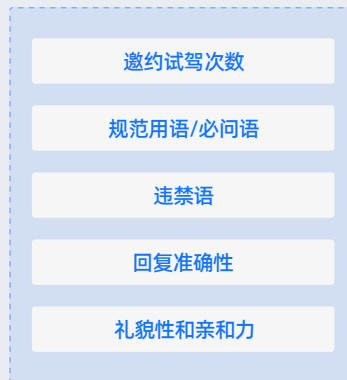 邀约试驾次数
规范用语/必问语
违禁语
回复准确性
礼貌性和亲和力